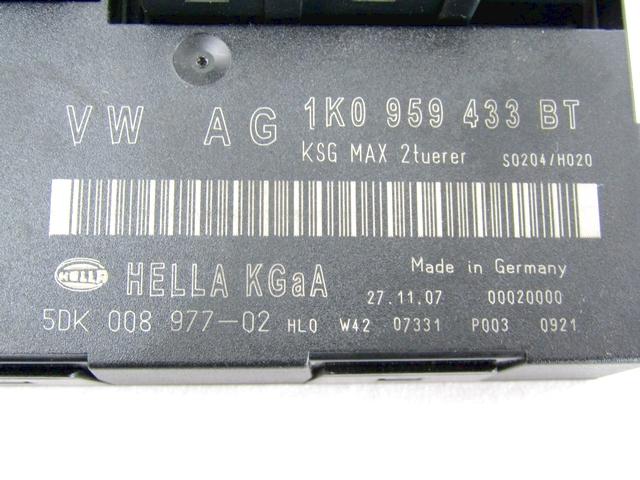 VW AG 1K0 959 433 BT
KSG MAX 2tuerer S0204/H020
HELLA HELLA KGaA Made in Germany
27.11.07 00020000
5DK 008 977-02 HL0 W42 07331 P003 0921